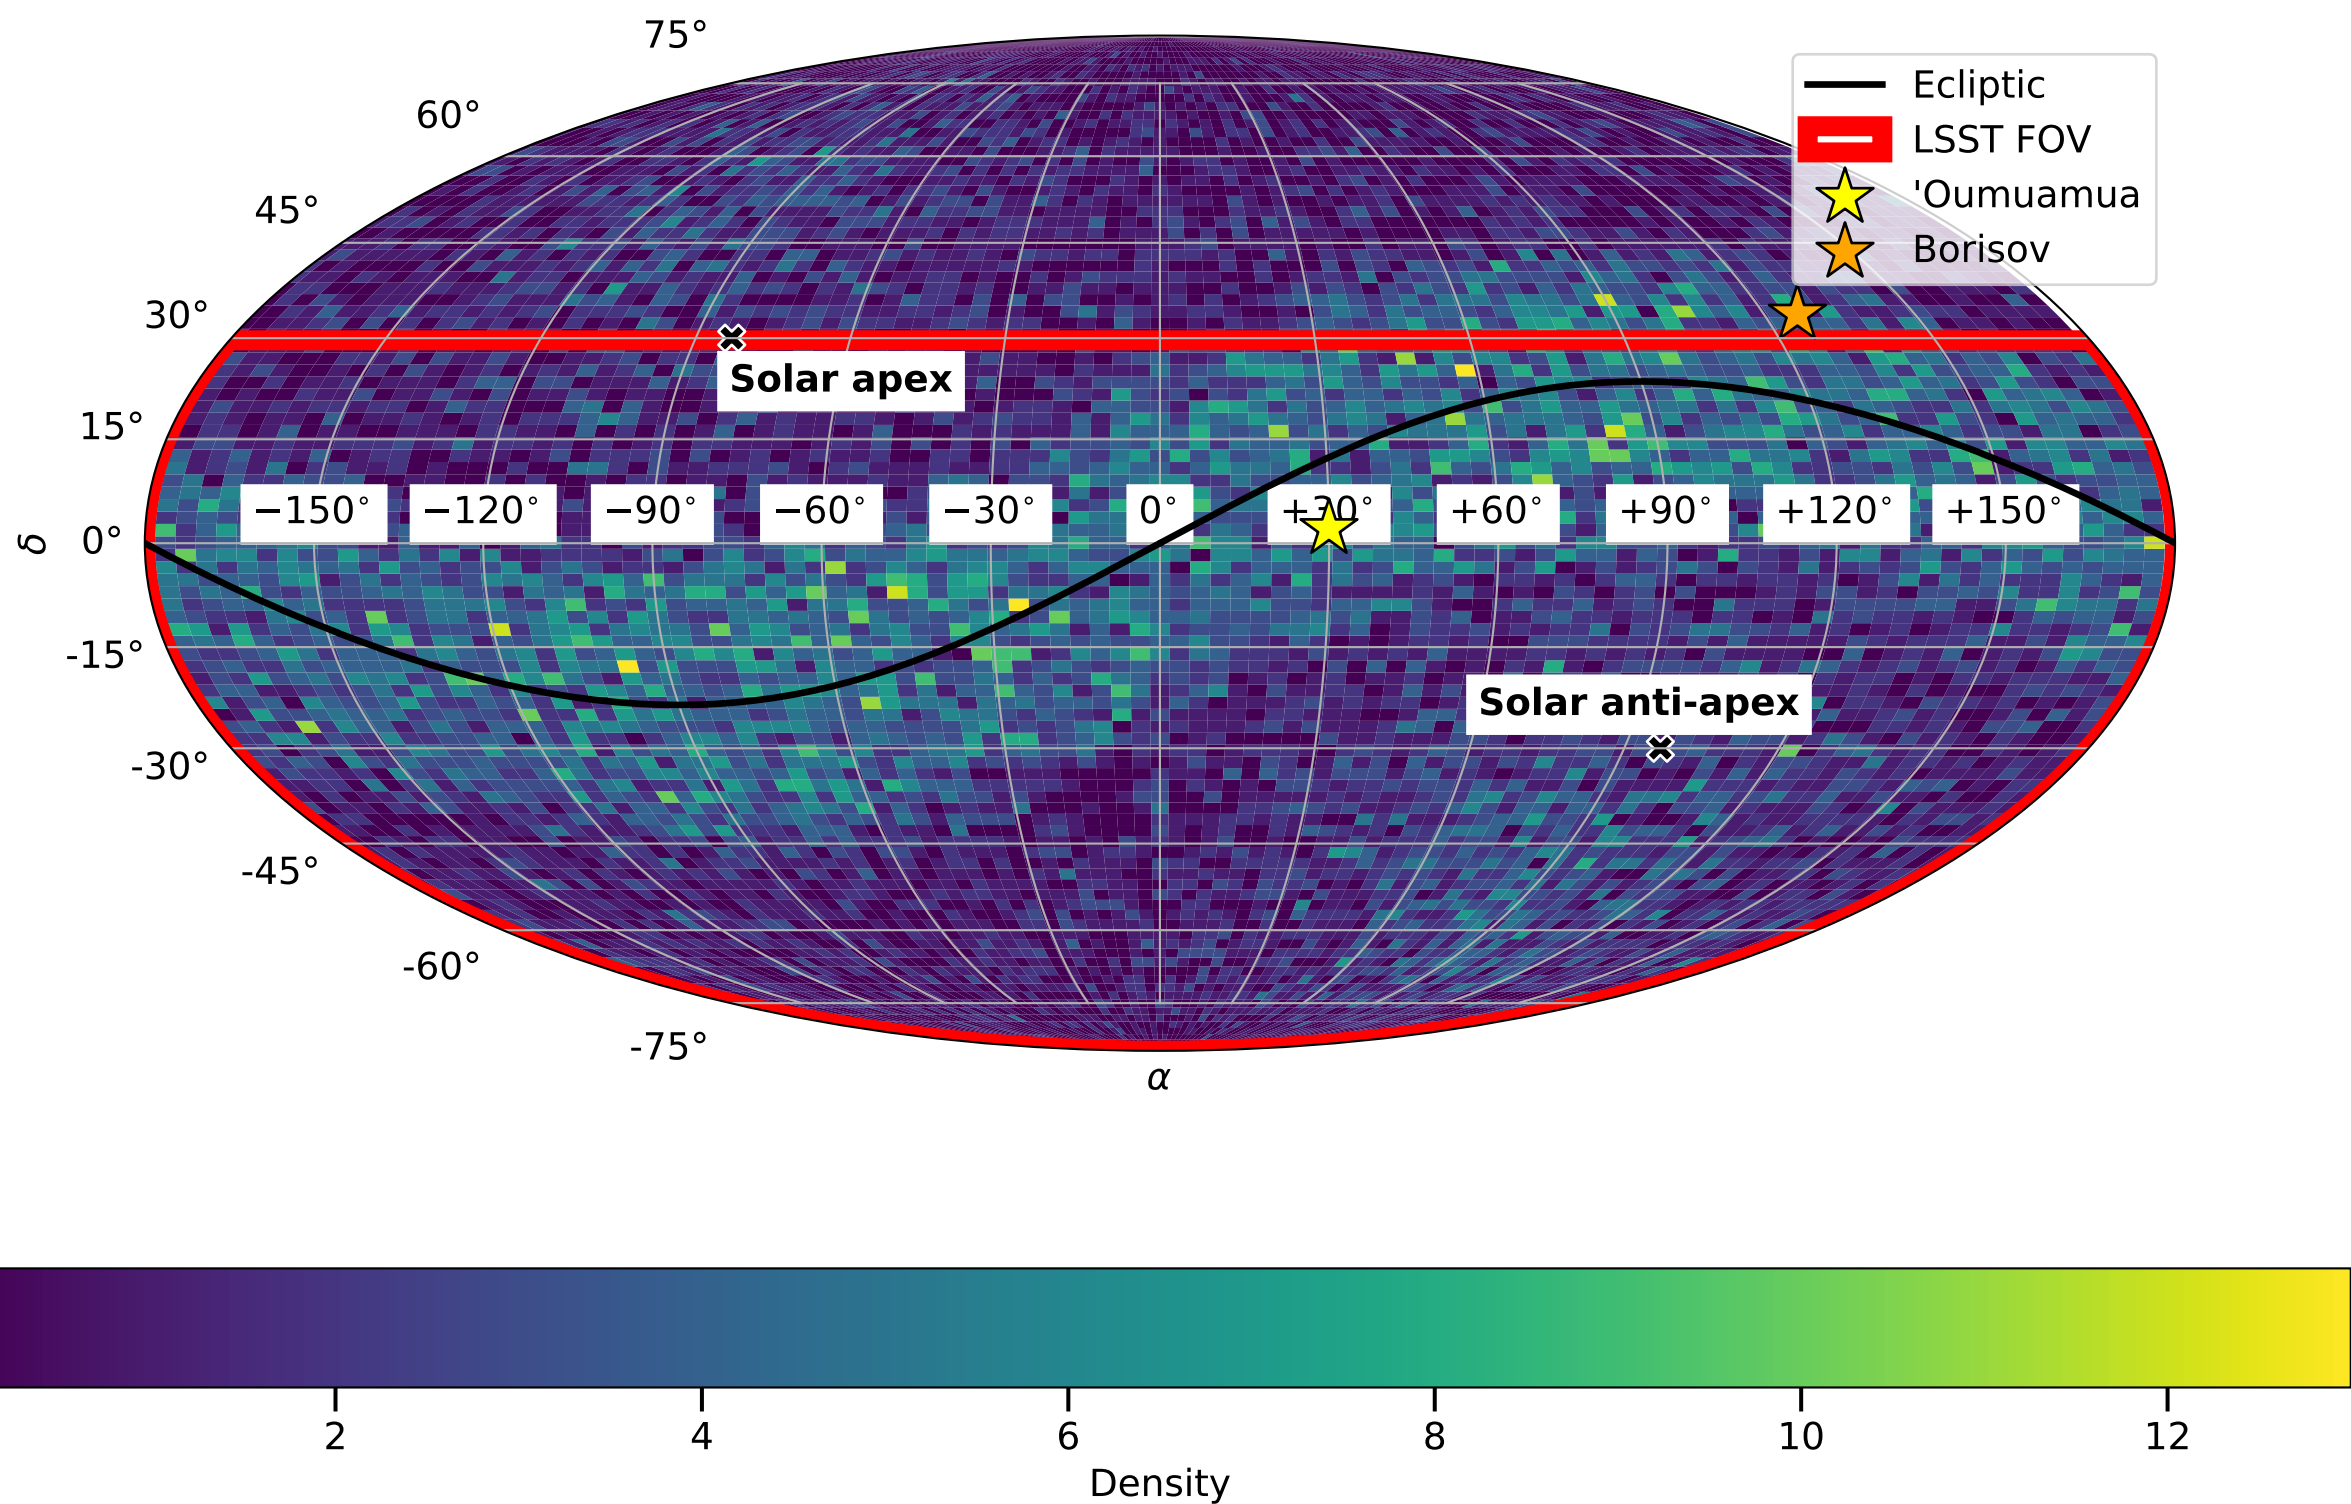 75°
60°
45°
30°
15°
0°
-15°
-30°
-45°
-60°
-75°
δ
Ecliptic
LSST FOV
'Oumuamua
Borisov
Solar apex
−150° −120° −90° −60° −30° 0° +30° +60° +90° +120° +150°
Solar anti-apex
α
2 4 6 8 10 12
Density